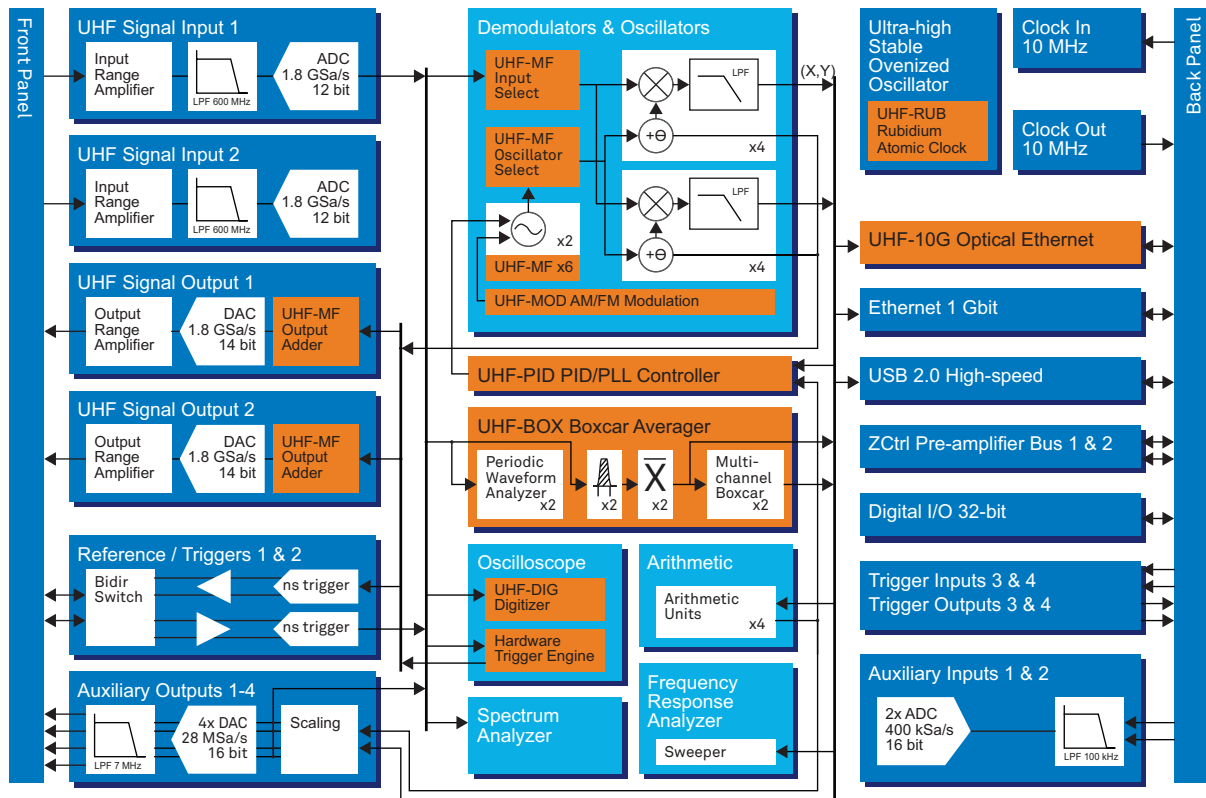 Front Panel
UHF Signal Input 1
Input
Range
Amplifier
LPF 600 MHz
ADC
1.8 GSa/s
12 bit
UHF Signal Input 2
Input
Range
Amplifier
LPF 600 MHz
ADC
1.8 GSa/s
12 bit
UHF Signal Output 1
Output
Range
Amplifier
DAC
1.8 GSa/s
14 bit
UHF-MF
Output
Adder
UHF Signal Output 2
Output
Range
Amplifier
DAC
1.8 GSa/s
14 bit
UHF-MF
Output
Adder
Reference / Triggers 1 & 2
Bidir
Switch
ns trigger
ns trigger
Auxiliary Outputs 1-4
LPF 7 MHz
4x DAC
28 MSa/s
16 bit
Scaling
Demodulators & Oscillators
UHF-MF
Input
Select
UHF-MF
Oscillator
Select
x2
UHF-MF x6
UHF-MOD AM/FM Modulation
LPF
+Θ
x4
LPF
+Θ
x4
(X,Y)
UHF-PID PID/PLL Controller
UHF-BOX Boxcar Averager
Periodic
Waveform
Analyzer
x2
x2
X
x2
Multi-
channel
Boxcar
x2
Oscilloscope
UHF-DIG
Digitizer
Hardware
Trigger Engine
Spectrum
Analyzer
Arithmetic
Arithmetic
Units
x4
Frequency
Response
Analyzer
Sweeper
Ultra-high
Stable
Ovenized
Oscillator
UHF-RUB
Rubidium
Atomic Clock
Clock In
10 MHz
Clock Out
10 MHz
UHF-10G Optical Ethernet
Ethernet 1 Gbit
USB 2.0 High-speed
ZCtrl Pre-amplifier Bus 1 & 2
Digital I/O 32-bit
Trigger Inputs 3 & 4
Trigger Outputs 3 & 4
Auxiliary Inputs 1 & 2
2x ADC
400 kSa/s
16 bit
LPF 100 kHz
Back Panel